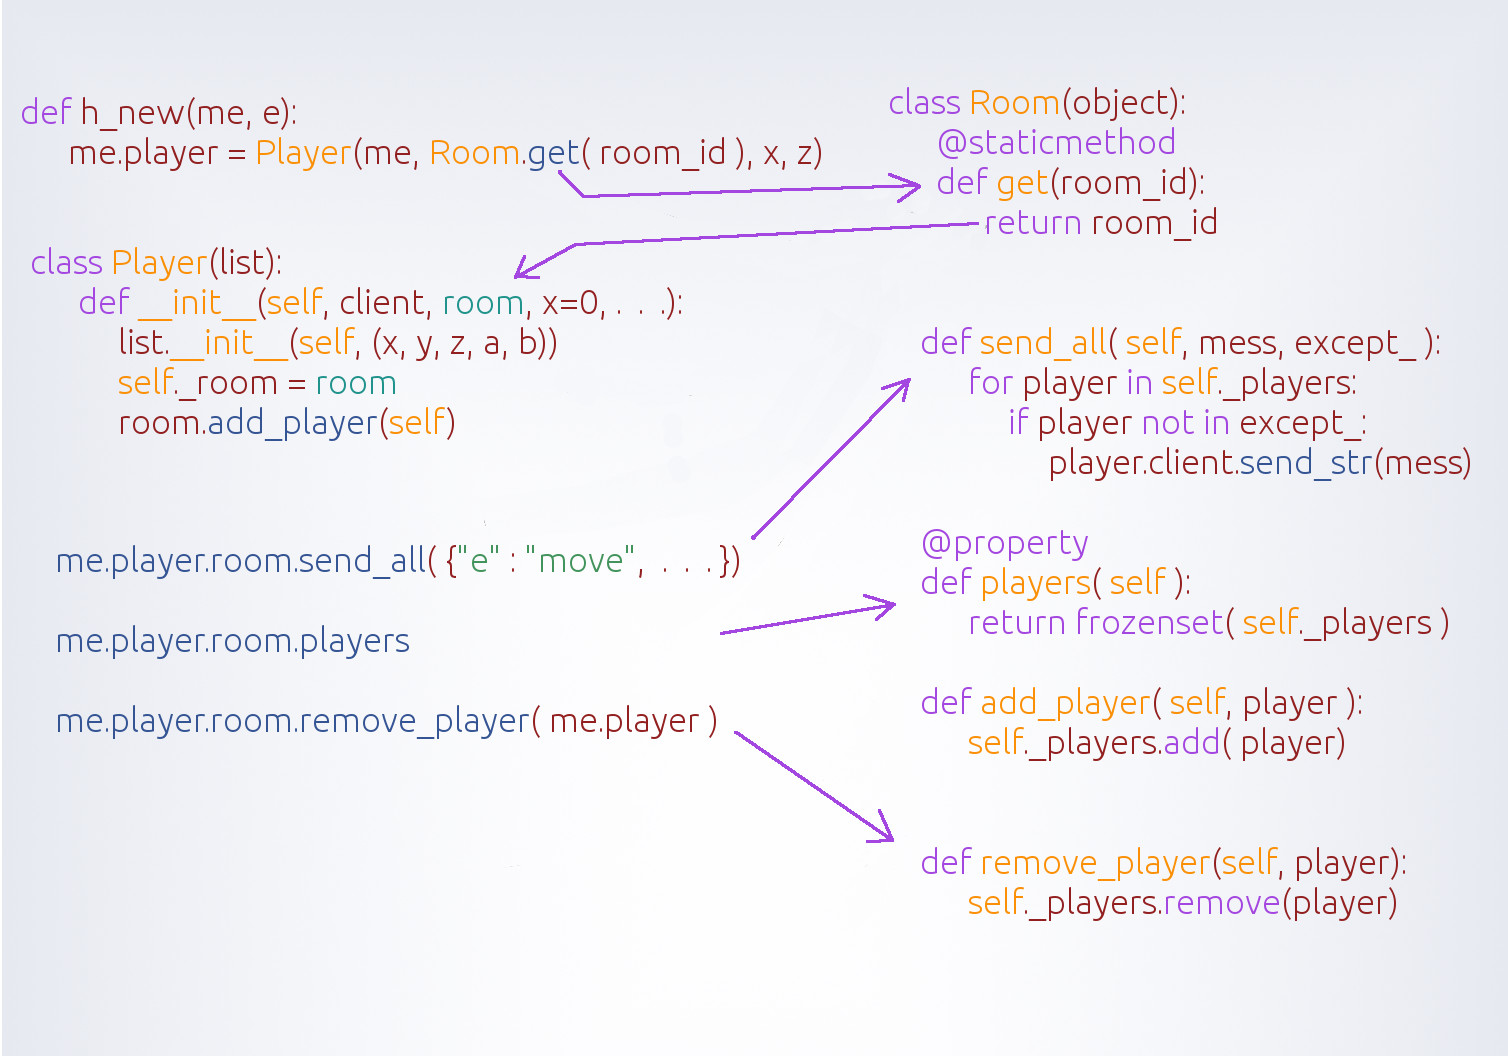 def h_new(me, e):
me.player = Player(me, Room.get( room_id ), x, z)
class Player(list):
def __init__(self, client, room, x=0, . . .):
list.__init__(self, (x, y, z, a, b))
self._room = room
room.add_player(self)
me.player.room.send_all( {"e" : "move", . . . })
me.player.room.players
me.player.room.remove_player( me.player )
class Room(object):
@staticmethod
def get(room_id):
return room_id
def send_all( self, mess, except_ ):
for player in self._players:
if player not in except_:
player.client.send_str(mess)
@property
def players( self ):
return frozenset( self._players )
def add_player( self, player ):
self._players.add( player)
def remove_player(self, player):
self._players.remove(player)